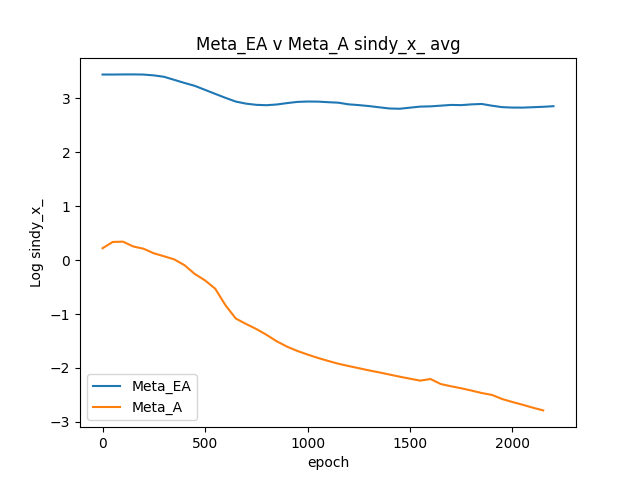 Meta_EA v Meta_A sindy_x_ avg
Log sindy_x_
3
2
1
0
−1
−2
−3
Meta_EA
Meta_A
0 500 1000 1500 2000
epoch